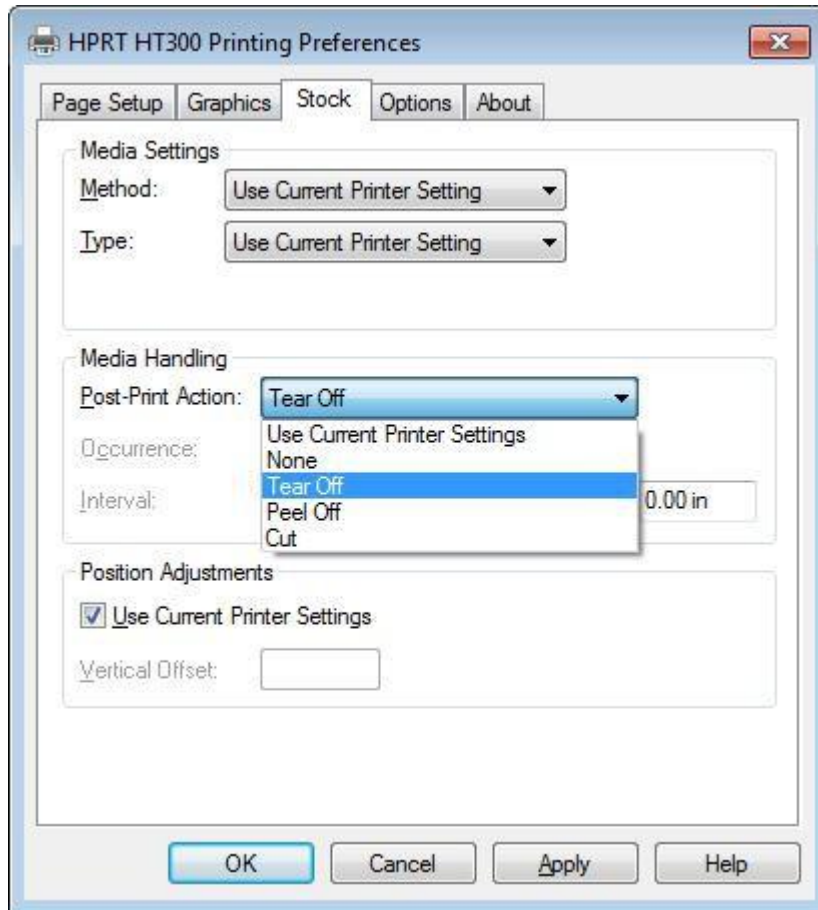 HPRT HT300 Printing Preferences
Page Setup Graphics Stock Options About
Media Settings
Method: Use Current Printer Setting
Type: Use Current Printer Setting
Media Handling
Post-Print Action: Tear Off
Use Current Printer Settings
Occurrence:
None
Tear Off
Interval: 0.00 in
Peel Off
Cut
Position Adjustments
Use Current Printer Settings
Vertical Offset:
OK Cancel Apply Help